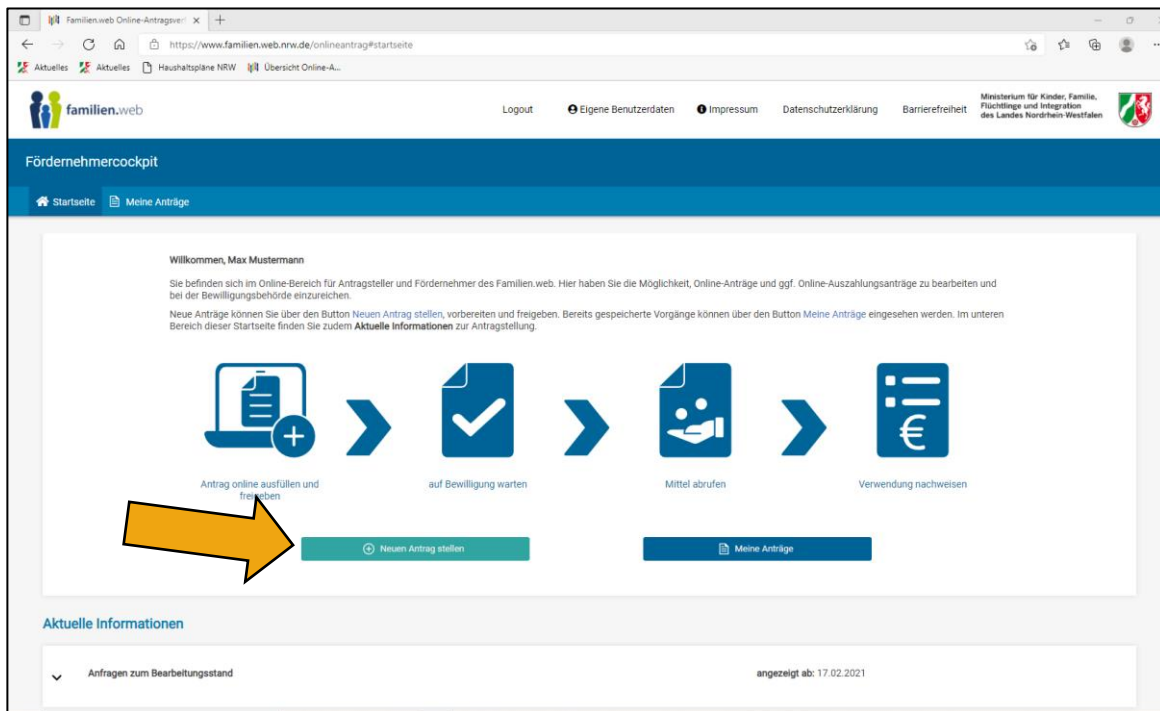 Familien.web Online-Antragsver
https://www.familien.web.nrw.de/onlineantrag#startseite
Aktuelles Aktuelles Haushaltspläne NRW Übersicht Online-A...
familien.web
Logout Eigene Benutzerdaten Impressum Datenschutzerklärung Barrierefreiheit
Ministerium für Kinder, Familie,
Flüchtlinge und Integration
des Landes Nordrhein-Westfalen
Fördernehmercockpit
Startseite Meine Anträge
Willkommen, Max Mustermann
Sie befinden sich im Online-Bereich für Antragsteller und Fördernehmer des Familien.web. Hier haben Sie die Möglichkeit, Online-Anträge und ggf. Online-Auszahlungsanträge zu bearbeiten und
bei der Bewilligungsbehörde einzureichen.
Neue Anträge können Sie über den Button Neuen Antrag stellen, vorbereiten und freigeben. Bereits gespeicherte Vorgänge können über den Button Meine Anträge eingesehen werden. Im unteren
Bereich dieser Startseite finden Sie zudem Aktuelle Informationen zur Antragstellung.
Antrag online ausfüllen und
freigeben
auf Bewilligung warten
Mittel abrufen
Verwendung nachweisen
Neuen Antrag stellen
Meine Anträge
Aktuelle Informationen
Anfragen zum Bearbeitungsstand angezeigt ab: 17.02.2021